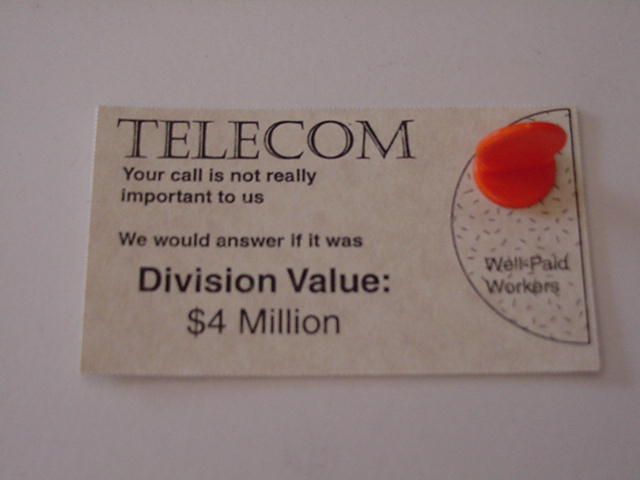 TELECOM
Your call is not really
important to us
We would answer if it was
Division Value:
$4 Million
Well-Paid
Workers